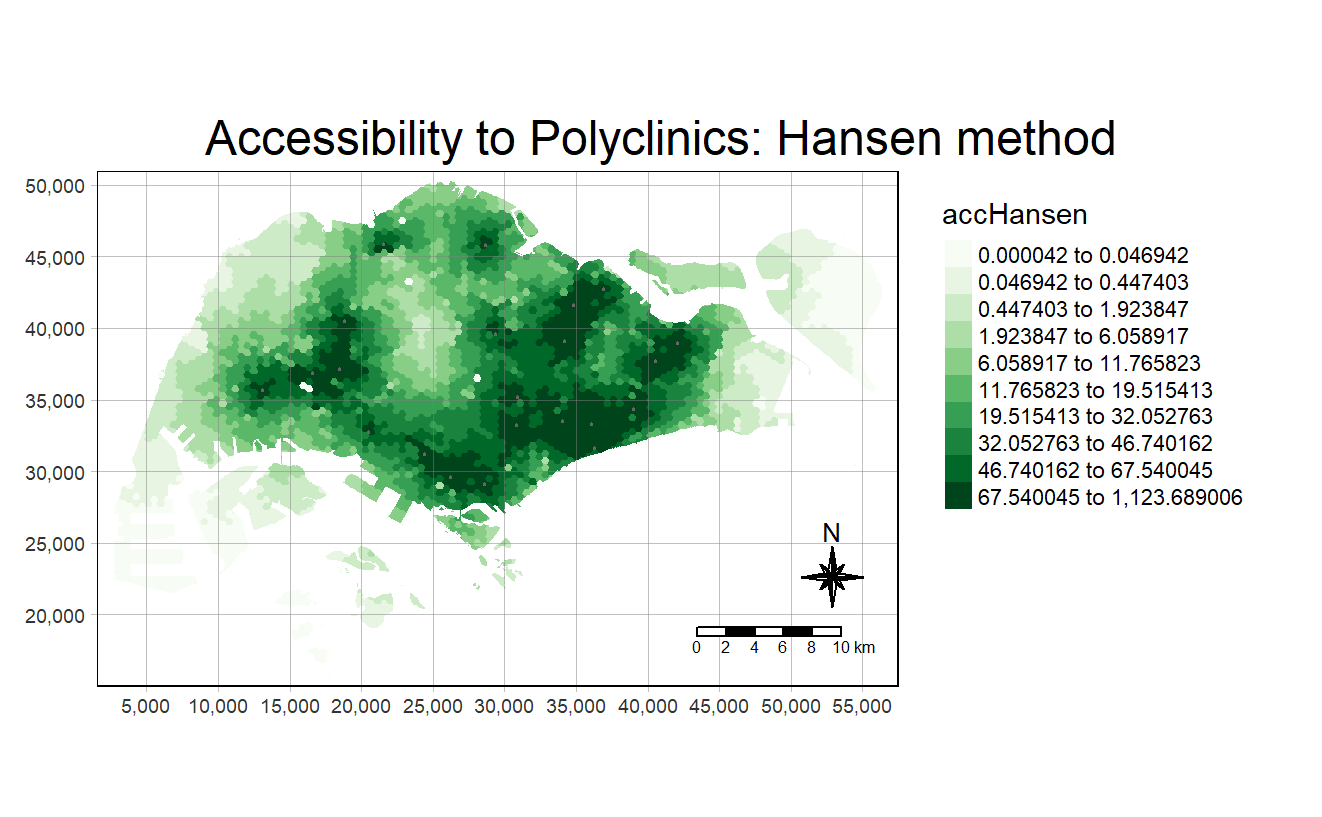 Accessibility to Polyclinics: Hansen method
50,000
45,000
40,000
35,000
30,000
25,000
20,000
5,000 10,000 15,000 20,000 25,000 30,000 35,000 40,000 45,000 50,000 55,000
N
0 2 4 6 8 10 km
accHansen
0.000042 to 0.046942
0.046942 to 0.447403
0.447403 to 1.923847
1.923847 to 6.058917
6.058917 to 11.765823
11.765823 to 19.515413
19.515413 to 32.052763
32.052763 to 46.740162
46.740162 to 67.540045
67.540045 to 1,123.689006